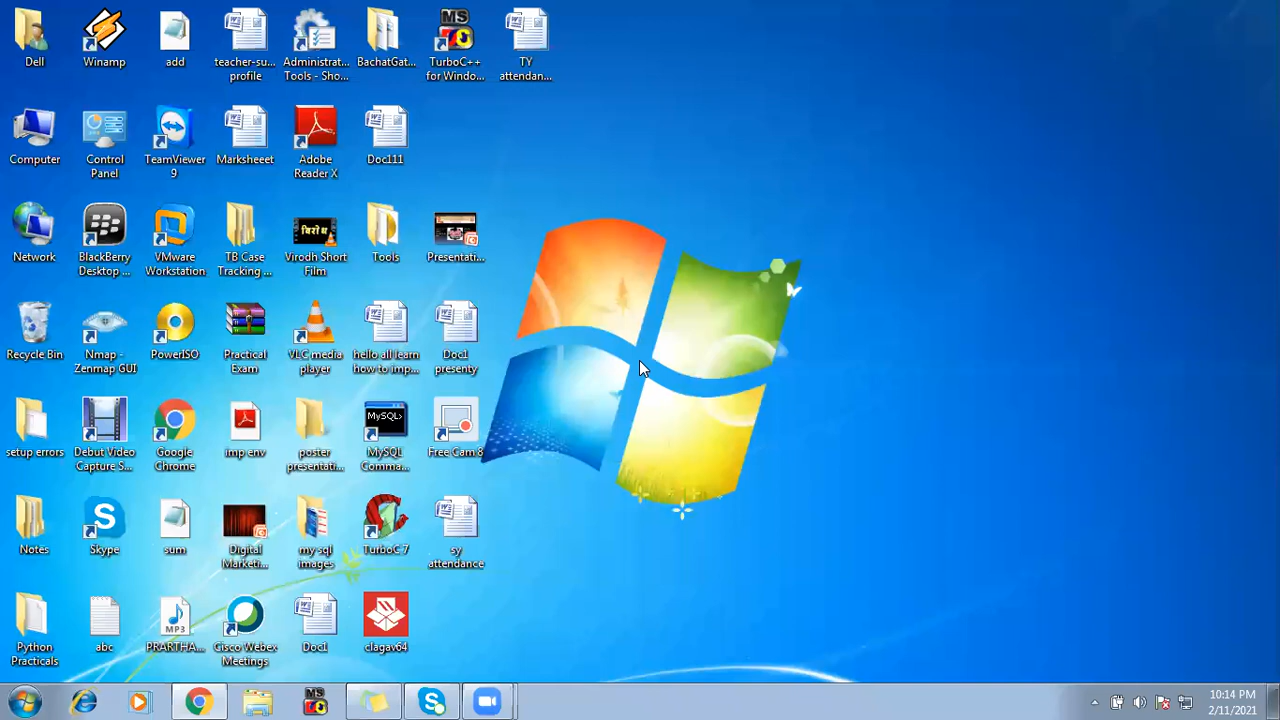 Dell
Winamp
add
teacher-su...
profile
Administrat...
Tools - Sho...
BachatGat...
MS
TurboC++
for Windo...
TY
attendan...
Computer
Control
Panel
TeamViewer
9
Marksheeet
Adobe
Reader X
Doc111
Network
BlackBerry
Desktop ...
VMware
Workstation
TB Case
Tracking ...
विरोध
Virodh Short
Film
Tools
Presentati...
Recycle Bin
Nmap -
Zenmap GUI
PowerISO
Practical
Exam
VLC media
player
hello all learn
how to imp...
Doc1
presenty
setup errors
Debut Video
Capture S...
Google
Chrome
imp env
poster
presentati...
MySQL>
MySQL
Comma...
Free Cam 8
Notes
Skype
sum
Digital
Marketi...
my sql
images
TurboC 7
sy
attendance
Python
Practicals
abc
MP3
PRARTHA...
Cisco Webex
Meetings
Doc1
clagav64
MS
10:14 PM
2/11/2021